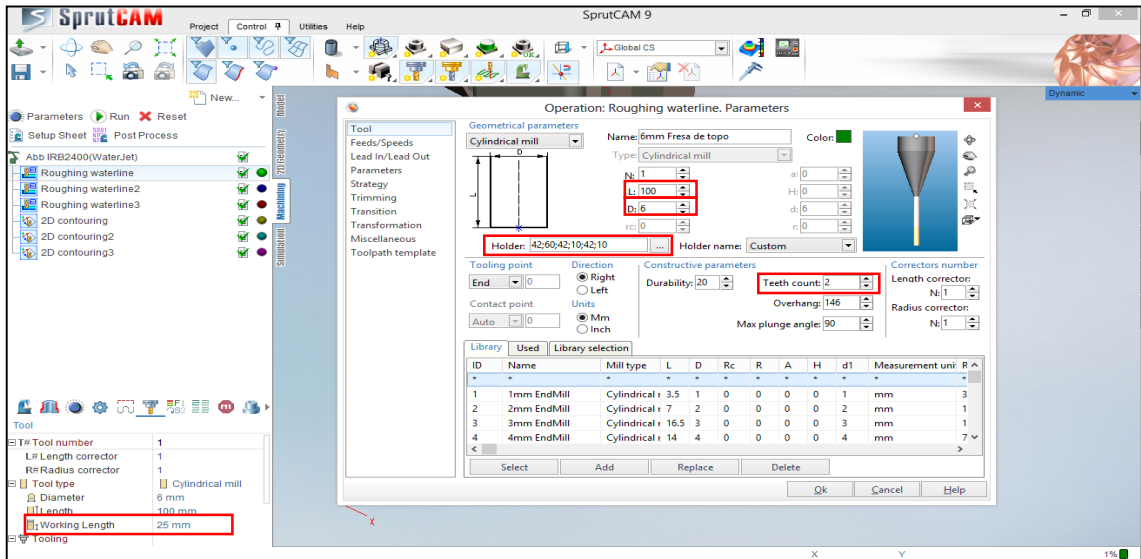 SprutCAM
SprutCAM 9
Project Control Utilities Help
Global CS
New...
Dynamic
Parameters Run Reset
Setup Sheet Post Process
Abb IRB2400(WaterJet)
Roughing waterline
Roughing waterline2
Roughing waterline3
2D contouring
2D contouring2
2D contouring3
Model
2D Geometry
Machining
Simulation
Operation: Roughing waterline. Parameters
Tool
Feeds/Speeds
Lead In/Lead Out
Parameters
Strategy
Trimming
Transition
Transformation
Miscellaneous
Toolpath template
Geometrical parameters
Cylindrical mill
D
L
Name: 6mm Fresa de topo Color:
Type: Cylindrical mill
N: 1 a: 0
L: 100 H: 0
D: 6 d: 6
rc: 0 r: 0
Holder: 42;60;42;10;42;10 ... Holder name: Custom
Tooling point
End 0
Contact point
Auto 0
Direction
Right
Left
Units
Mm
Inch
Constructive parameters
Durability: 20 Teeth count: 2
Overhang: 146
Max plunge angle: 90
Correctors number
Length corrector:
N: 1
Radius corrector:
N: 1
Library Used Library selection
ID Name Mill type L D Rc R A H d1 Measurement uni R
* * * * * * * * * * * *
1 1mm EndMill Cylindrical r 3.5 1 0 0 0 0 1 mm 3
2 2mm EndMill Cylindrical r 7 2 0 0 0 0 2 mm 1
3 3mm EndMill Cylindrical r 16.5 3 0 0 0 0 3 mm 1
4 4mm EndMill Cylindrical r 14 4 0 0 0 0 4 mm 7
Select Add Replace Delete
Ok Cancel Help
Tool
T# Tool number 1
L# Length corrector 1
R# Radius corrector 1
Tool type Cylindrical mill
Diameter 6 mm
Length 100 mm
Working Length 25 mm
Tooling
X
X Y 1%